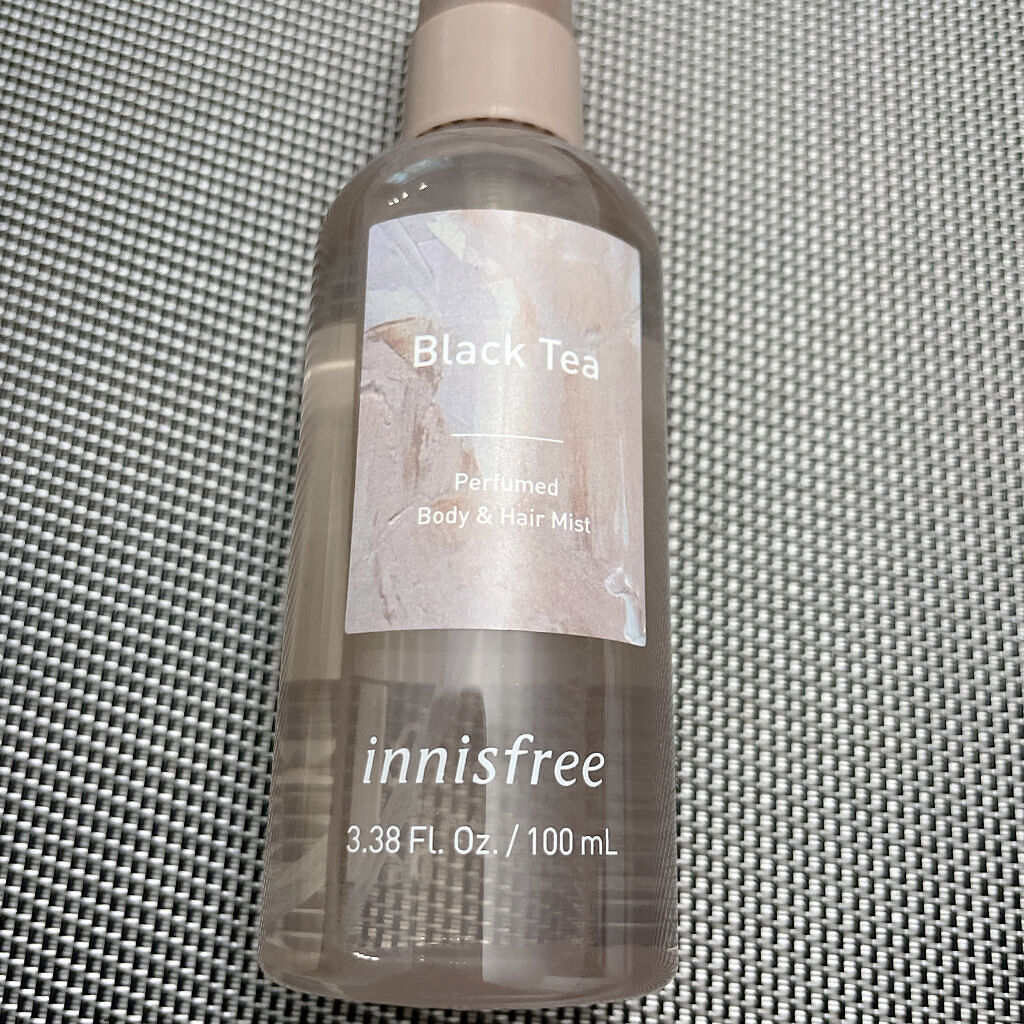 Black Tea
Perfumed
Body & Hair Mist
innisfree
3.38 Fl. Oz. / 100 mL